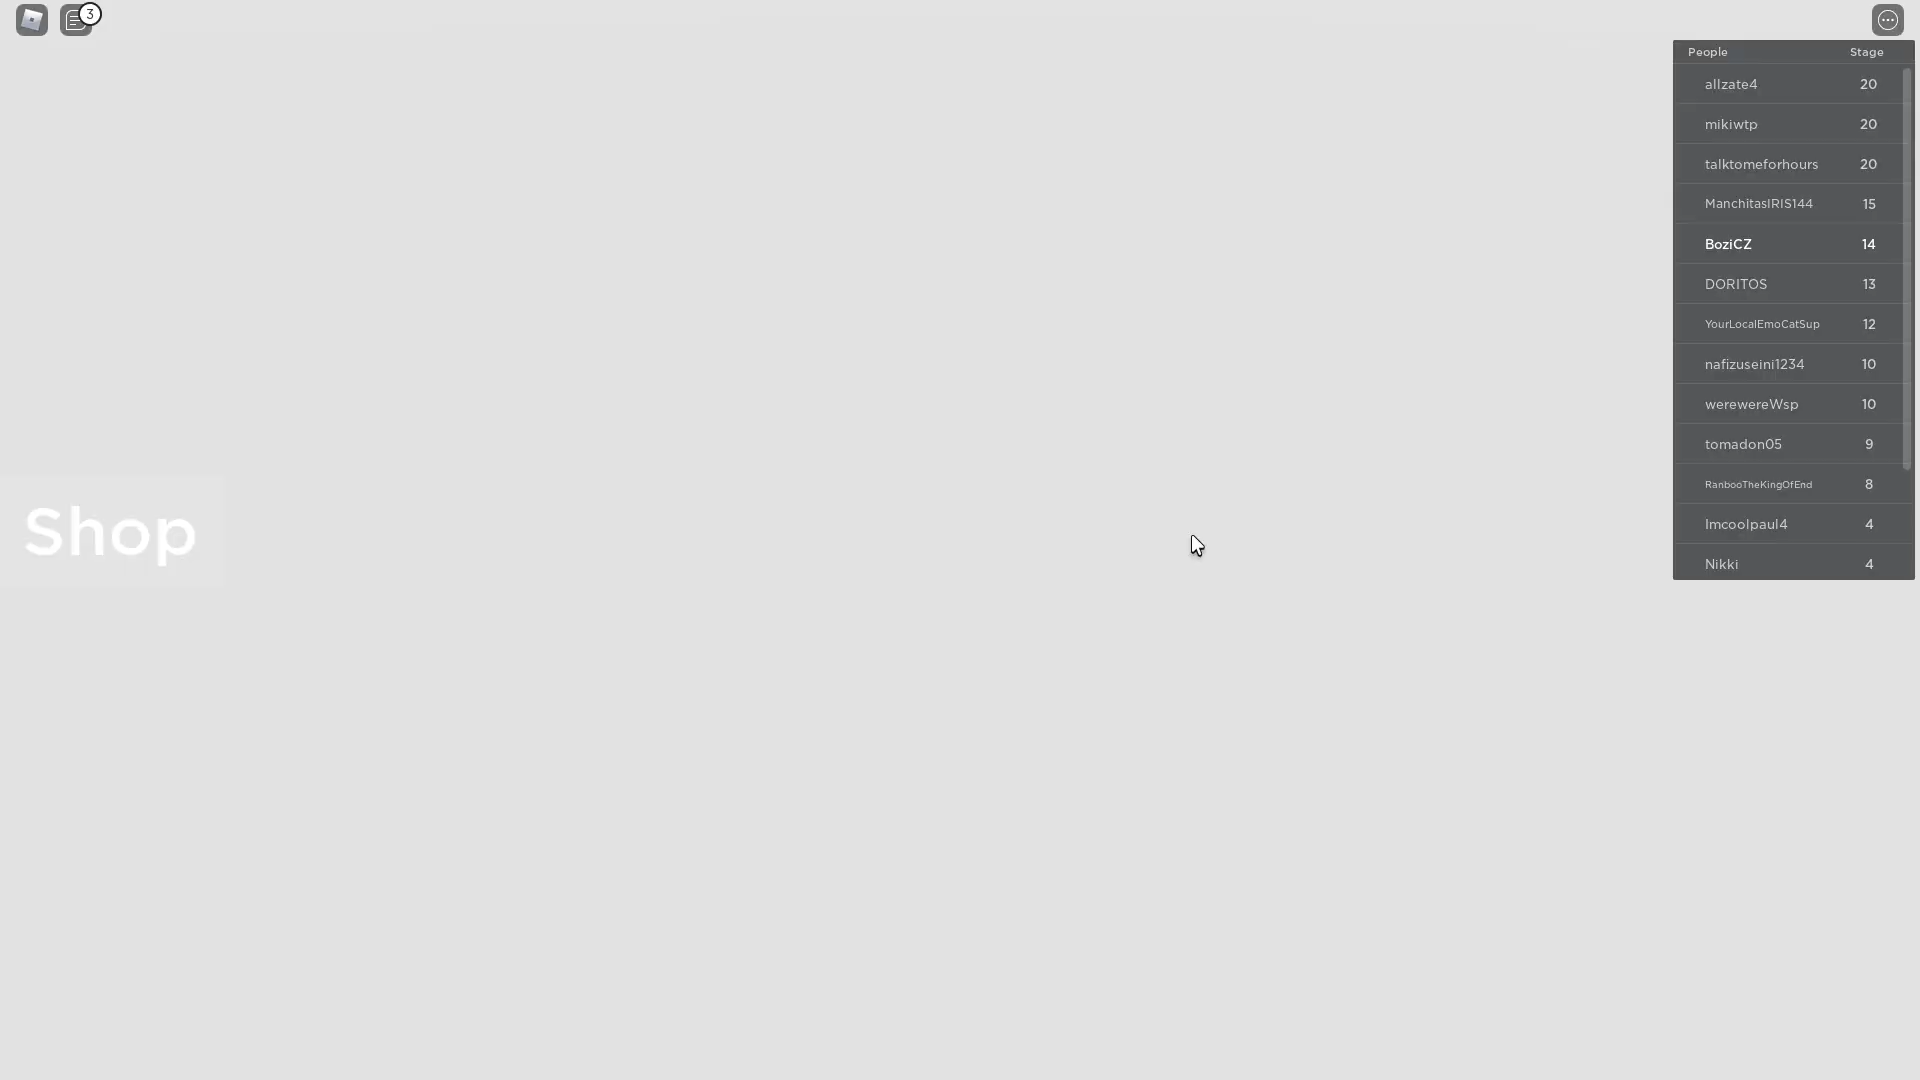 3
People Stage
allzate4 20
mikiwtp 20
talktomeforhours 20
ManchitasIRIS144 15
BoziCZ 14
DORITOS 13
YourLocalEmoCatSup 12
nafizuseini1234 10
werewereWsp 10
tomadon05 9
RanbooTheKingOfEnd 8
Imcoolpaul4 4
Nikki 4
Shop